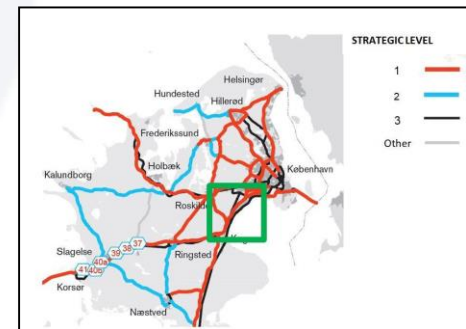 STRATEGIC LEVEL
1
2
3
Other
Helsingør
Hundested
Hillerød
Frederikssund
Holbæk
København
Kalundborg
Roskilde
Slagelse
37
38
39
40a
40b
41
Ringsted
Korsør
Næstved